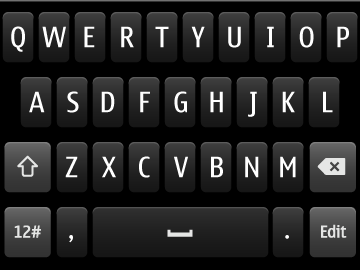 Q W E R T Y U I O P
A S D F G H J K L
Z X C V B N M
12# , . Edit